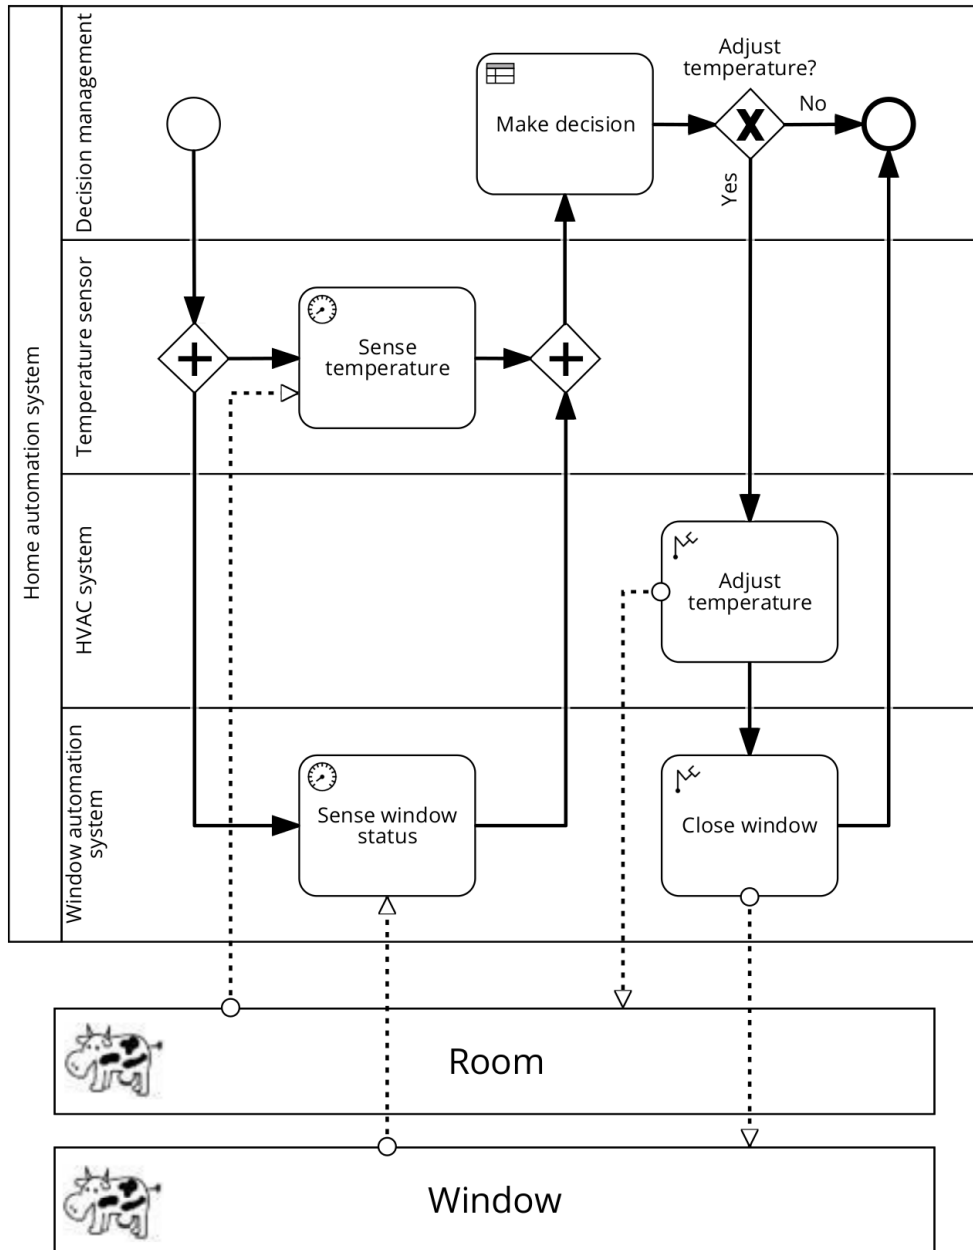 Home automation system
Decision management
Adjust
temperature?
Make decision
No
Yes
Temperature sensor
Sense
temperature
HVAC system
Adjust
temperature
Window automation
system
Sense window
status
Close window
Room
Window